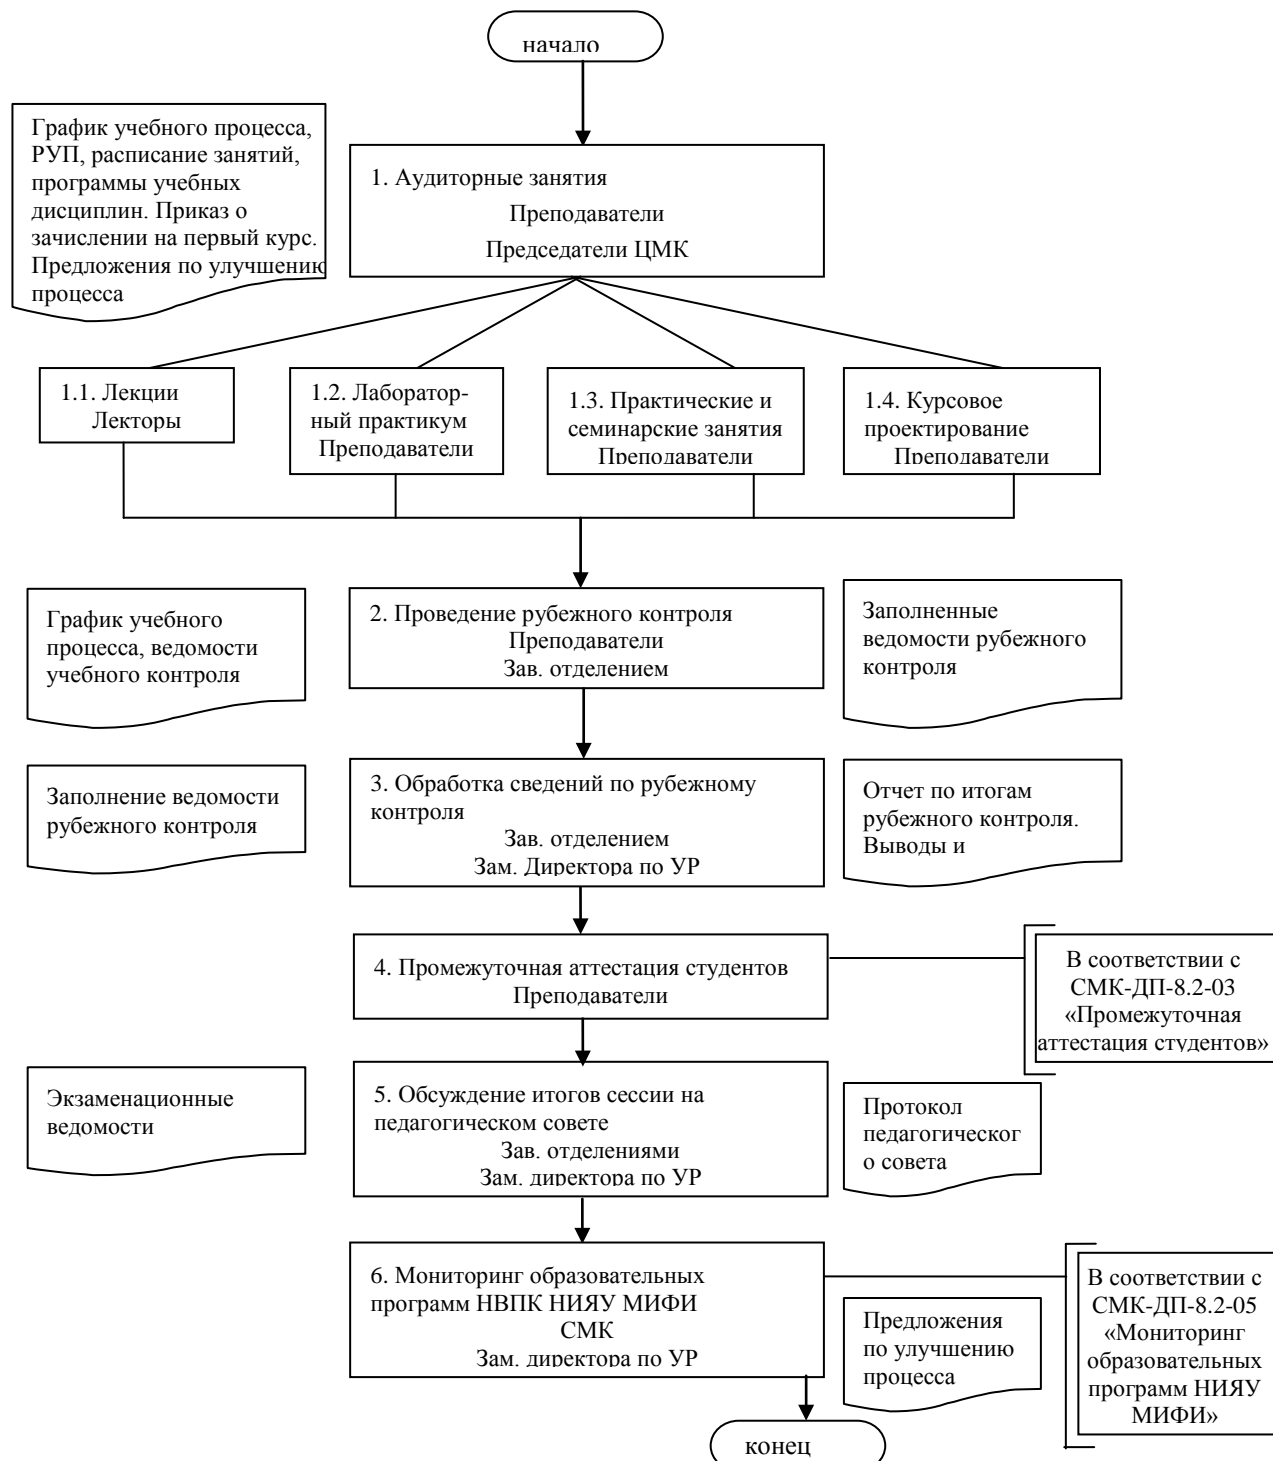 начало
График учебного процесса,
РУП, расписание занятий,
программы учебных
дисциплин. Приказ о
зачислении на первый курс.
Предложения по улучшению
процесса
1. Аудиторные занятия
Преподаватели
Председатели ЦМК
1.1. Лекции
Лекторы
1.2. Лаборатор-
ный практикум
Преподаватели
1.3. Практические и
семинарские занятия
Преподаватели
1.4. Курсовое
проектирование
Преподаватели
График учебного
процесса, ведомости
учебного контроля
2. Проведение рубежного контроля
Преподаватели
Зав. отделением
Заполненные
ведомости рубежного
контроля
Заполнение ведомости
рубежного контроля
3. Обработка сведений по рубежному
контроля
Зав. отделением
Зам. Директора по УР
Отчет по итогам
рубежного контроля.
Выводы и
4. Промежуточная аттестация студентов
Преподаватели
В соответствии с
СМК-ДП-8.2-03
«Промежуточная
аттестация студентов»
Экзаменационные
ведомости
5. Обсуждение итогов сессии на
педагогическом совете
Зав. отделениями
Зам. директора по УР
Протокол
педагогическог
о совета
6. Мониторинг образовательных
программ НВПК НИЯУ МИФИ
СМК
Зам. директора по УР
Предложения
по улучшению
процесса
В соответствии с
СМК-ДП-8.2-05
«Мониторинг
образовательных
программ НИЯУ
МИФИ»
конец